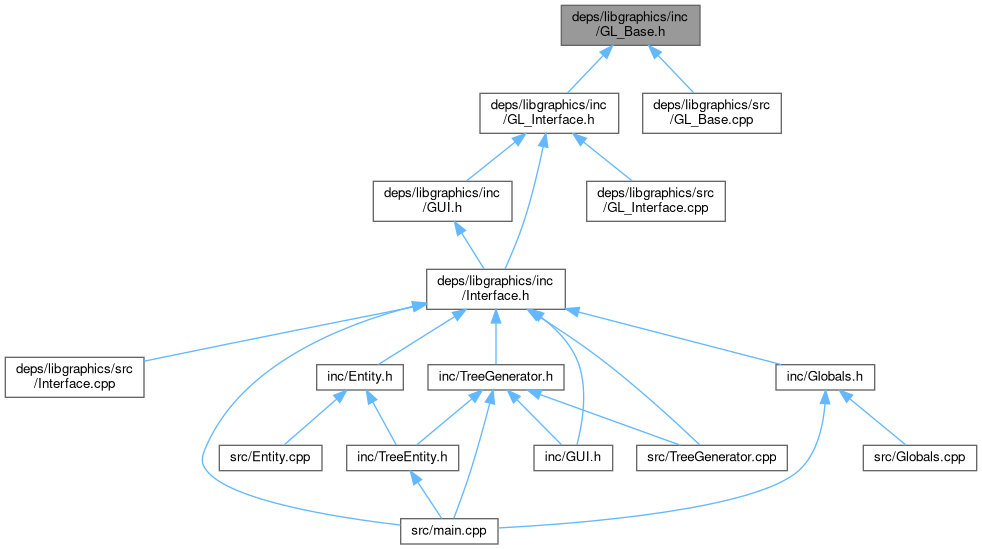 deps/libgraphics/inc
/GL_Base.h
deps/libgraphics/inc
/GL_Interface.h
deps/libgraphics/src
/GL_Base.cpp
deps/libgraphics/inc
/GUI.h
deps/libgraphics/src
/GL_Interface.cpp
deps/libgraphics/inc
/Interface.h
deps/libgraphics/src
/Interface.cpp
inc/Entity.h
inc/TreeGenerator.h
inc/Globals.h
src/Entity.cpp
inc/TreeEntity.h
inc/GUI.h
src/TreeGenerator.cpp
src/Globals.cpp
src/main.cpp